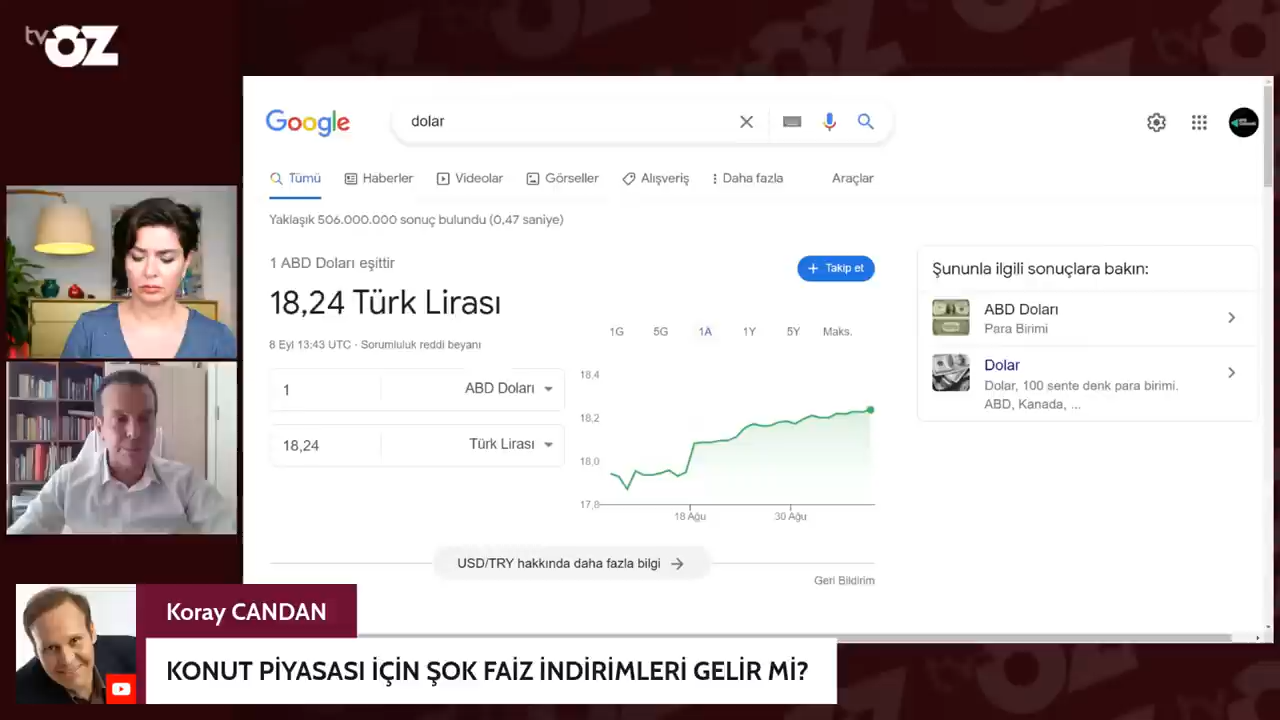 tv ÖZ
Google
dolar
Tümü Haberler Videolar Görseller Alışveriş Daha fazla Araçlar
Yaklaşık 506.000.000 sonuç bulundu (0,47 saniye)
1 ABD Doları eşittir
18,24 Türk Lirası
8 Eyl 13:43 UTC · Sorumluluk reddi beyanı
1 ABD Doları
18,24 Türk Lirası
Takip et
1G 5G 1A 1Y 5Y Maks.
18,4
18,2
18,0
17,8
18 Ağu 30 Ağu
USD/TRY hakkında daha fazla bilgi
Geri Bildirim
Şununla ilgili sonuçlara bakın:
ABD Doları
Para Birimi
Dolar
Dolar, 100 sente denk para birimi.
ABD, Kanada, ...
Koray CANDAN
KONUT PİYASASI İÇİN ŞOK FAİZ İNDİRİMLERİ GELİR Mİ?